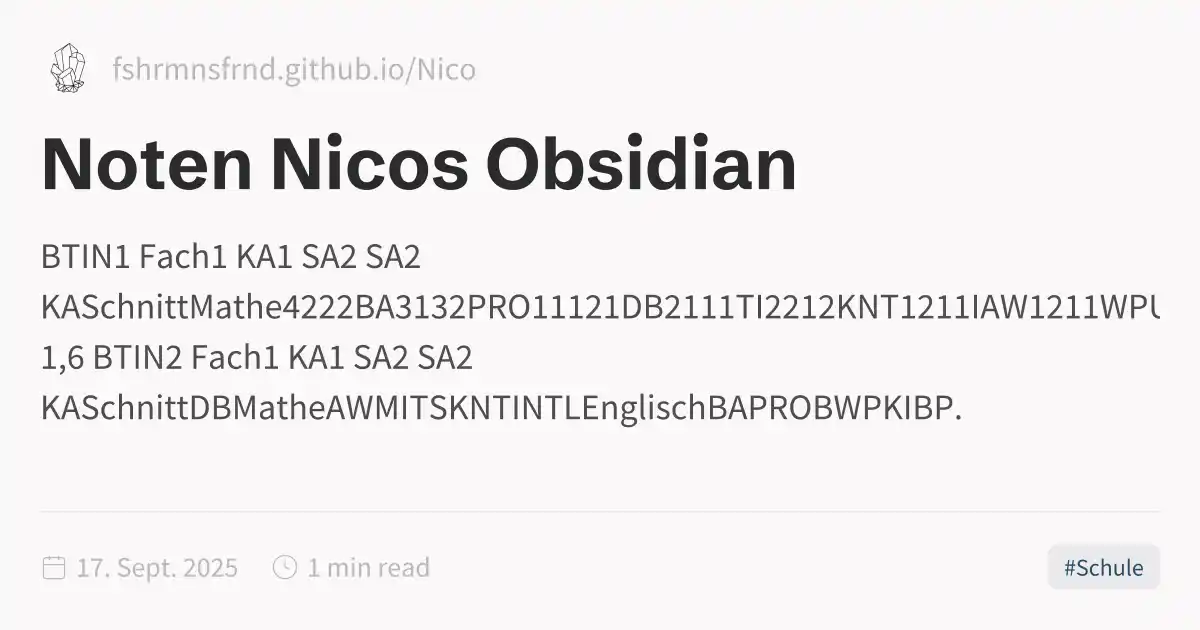 fshrmnsfrnd.github.io/Nico
Noten Nicos Obsidian
BTIN1 Fach1 KA1 SA2 SA2
KASchnittMathe4222BA3132PRO11121DB2111TI2212KNT1211IAW1211WPU
1,6 BTIN2 Fach1 KA1 SA2 SA2
KASchnittDBMatheAWMITSKNTINTLEnglischBAPROBWPKIBP.
17. Sept. 2025
1 min read
#Schule